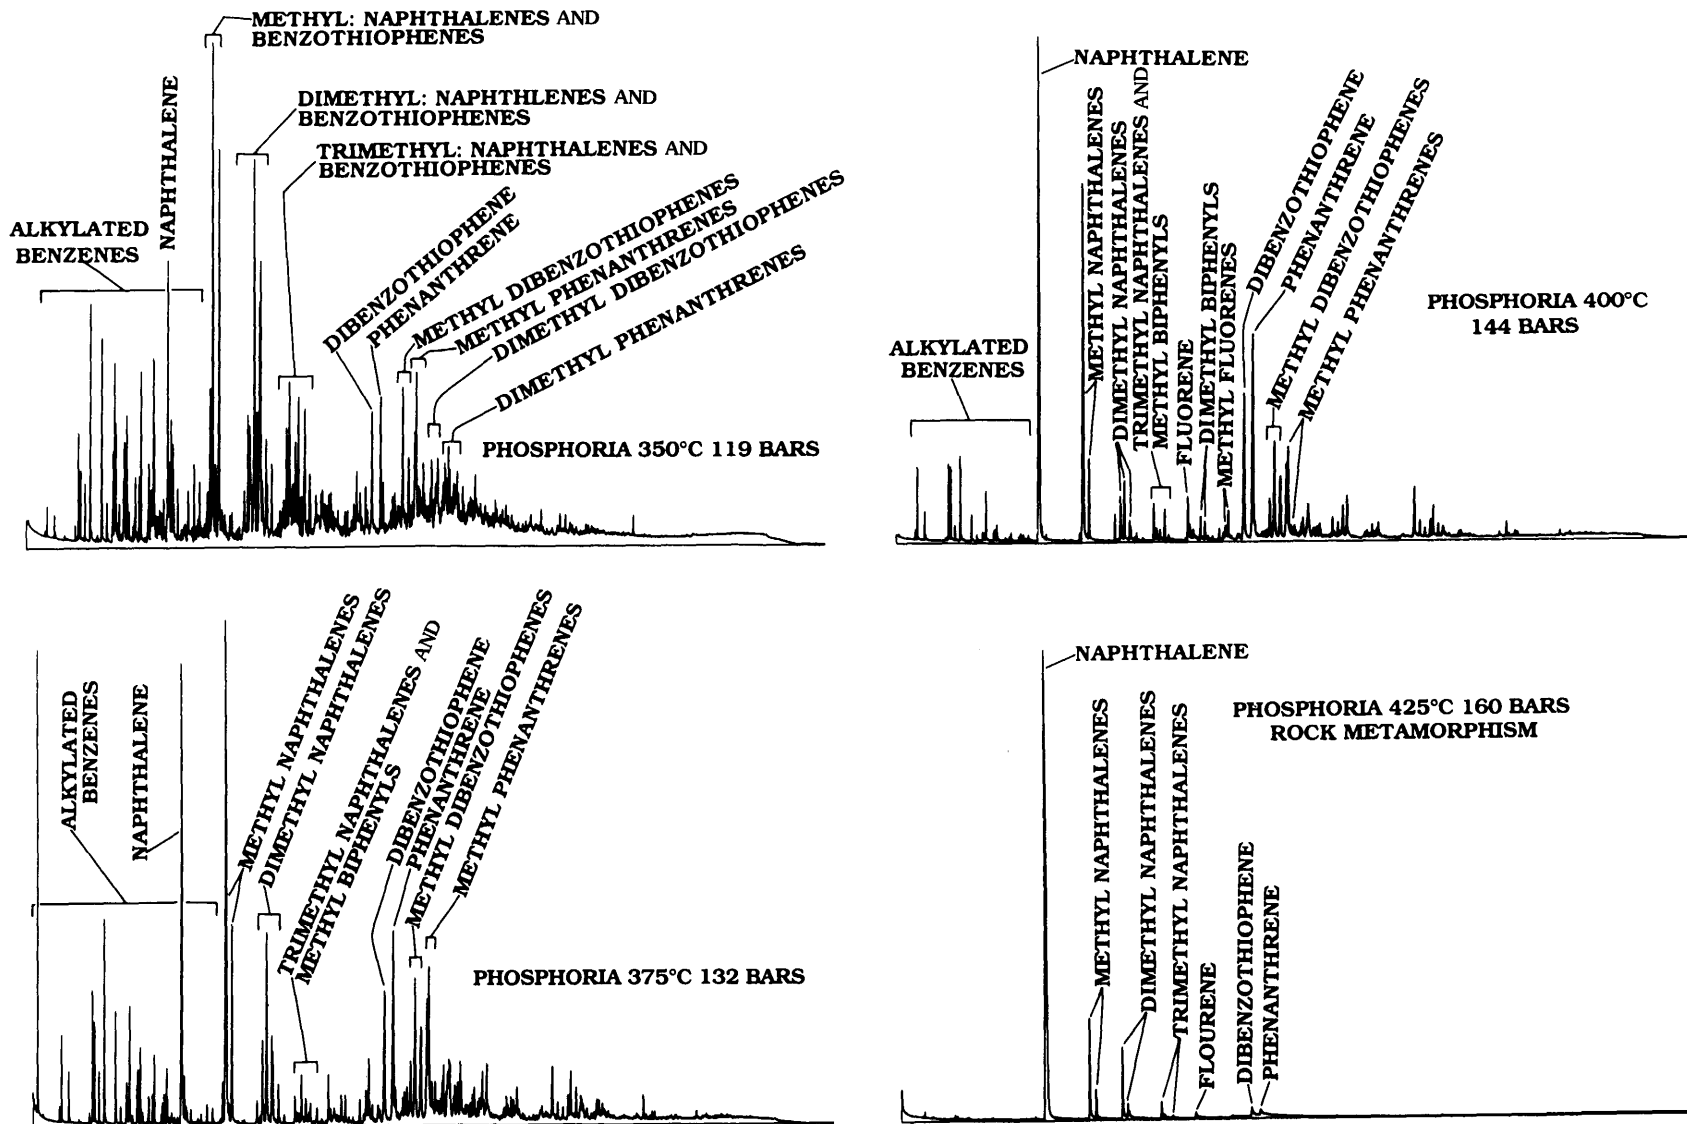 METHYL: NAPHTHALENES AND
BENZOTHIOPHENES
NAPHTHALENE
DIMETHYL: NAPHTHLENES AND
BENZOTHIOPHENES
TRIMETHYL: NAPHTHALENES AND
BENZOTHIOPHENES
ALKYLATED
BENZENES
DIBENZOTHIOPHENE
PHENANTHRENE
METHYL DIBENZOTHIOPHENES
METHYL PHENANTHRENES
DIMETHYL DIBENZOTHIOPHENES
DIMETHYL PHENANTHRENES
PHOSPHORIA 350°C 119 BARS
NAPHTHALENE
METHYL NAPHTHALENES
DIMETHYL NAPHTHALENES
TRIMETHYL NAPHTHALENES AND
METHYL BIPHENYLS
FLUORENE
DIMETHYL BIPHENYLS
METHYL FLUORENES
DIBENZOTHIOPHENE
PHENANTHRENE
METHYL DIBENZOTHIOPHENES
METHYL PHENANTHRENES
ALKYLATED
BENZENES
PHOSPHORIA 400°C
144 BARS
ALKYLATED
BENZENES
NAPHTHALENE
METHYL NAPHTHALENES
DIMETHYL NAPHTHALENES
TRIMETHYL NAPHTHALENES AND
METHYL BIPHENYLS
DIBENZOTHIOPHENE
PHENANTHRENE
METHYL DIBENZOTHIOPHENES
METHYL PHENANTHRENES
PHOSPHORIA 375°C 132 BARS
NAPHTHALENE
METHYL NAPHTHALENES
DIMETHYL NAPHTHALENES
TRIMETHYL NAPHTHALENES
FLOURENE
DIBENZOTHIOPHENE
PHENANTHRENE
PHOSPHORIA 425°C 160 BARS
ROCK METAMORPHISM